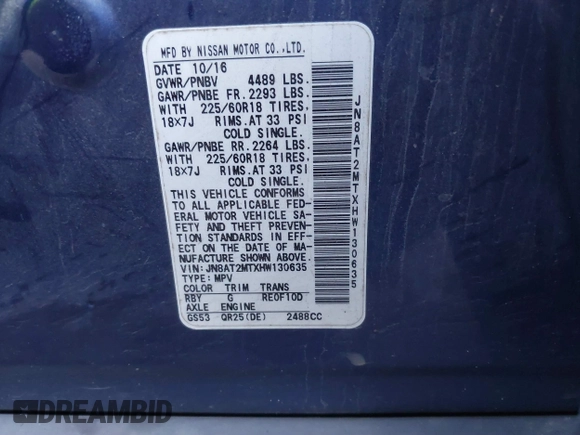 MFD BY NISSAN MOTOR CO.,LTD.
DATE 10/16
GVWR/PNBV 4489 LBS.
GAWR/PNBE FR. 2293 LBS.
WITH 225/60R18 TIRES.
18×7J RIMS. AT 33 PSI
COLD SINGLE.
GAWR/PNBE RR. 2264 LBS.
WITH 225/60R18 TIRES.
18×7J RIMS. AT 33 PSI
COLD SINGLE.
THIS VEHICLE CONFORMS
TO ALL APPLICABLE FED-
ERAL MOTOR VEHICLE SA-
FETY AND THEFT PREVEN-
TION STANDARDS IN EFF-
ECT ON THE DATE OF MA-
NUFACTURE SHOWN ABOVE.
VIN: JN8AT2MTXHW130635
TYPE: MPV
COLOR TRIM TRANS
RBY G RE0F10D
AXLE ENGINE
GS53 QR25(DE) 2488CC
JN8AT2MTXHW130635
DREAMBID